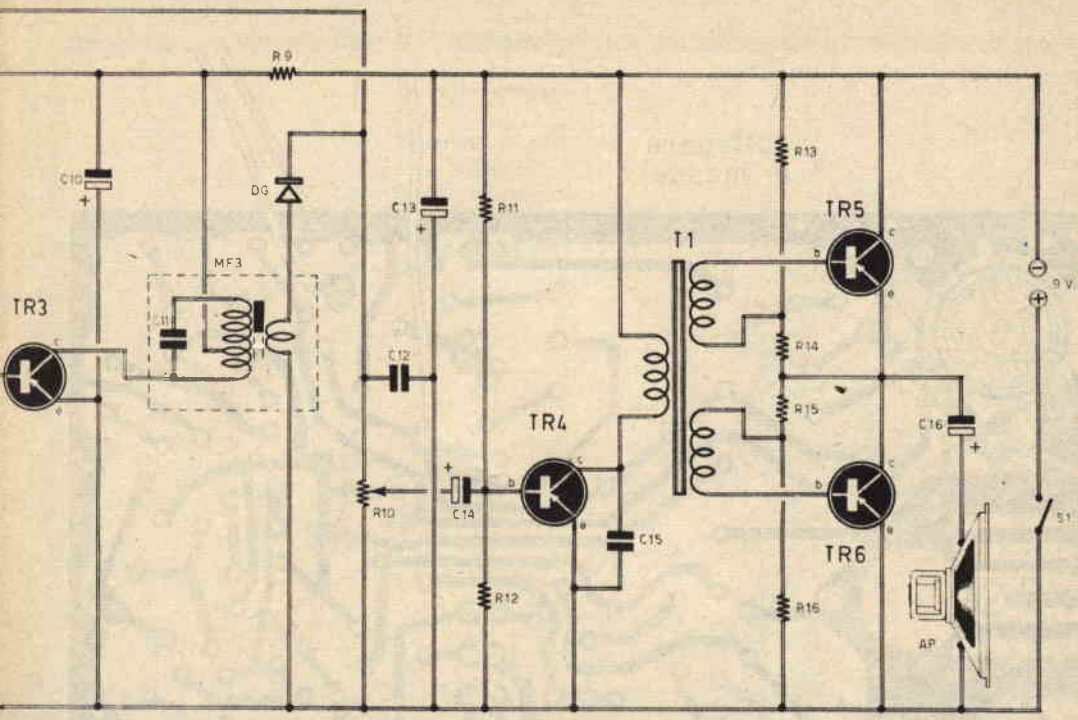 R9
C10
+
DG
C13
+
R11
R13
TR5
b
c
e
T1
MF3
TR3
C11
c
e
−
+
9 V.
R14
C12
R15
TR4
C16
+
+
R10
C14
b
c
e
b
c
e
C15
S1
TR6
R12
R16
AP